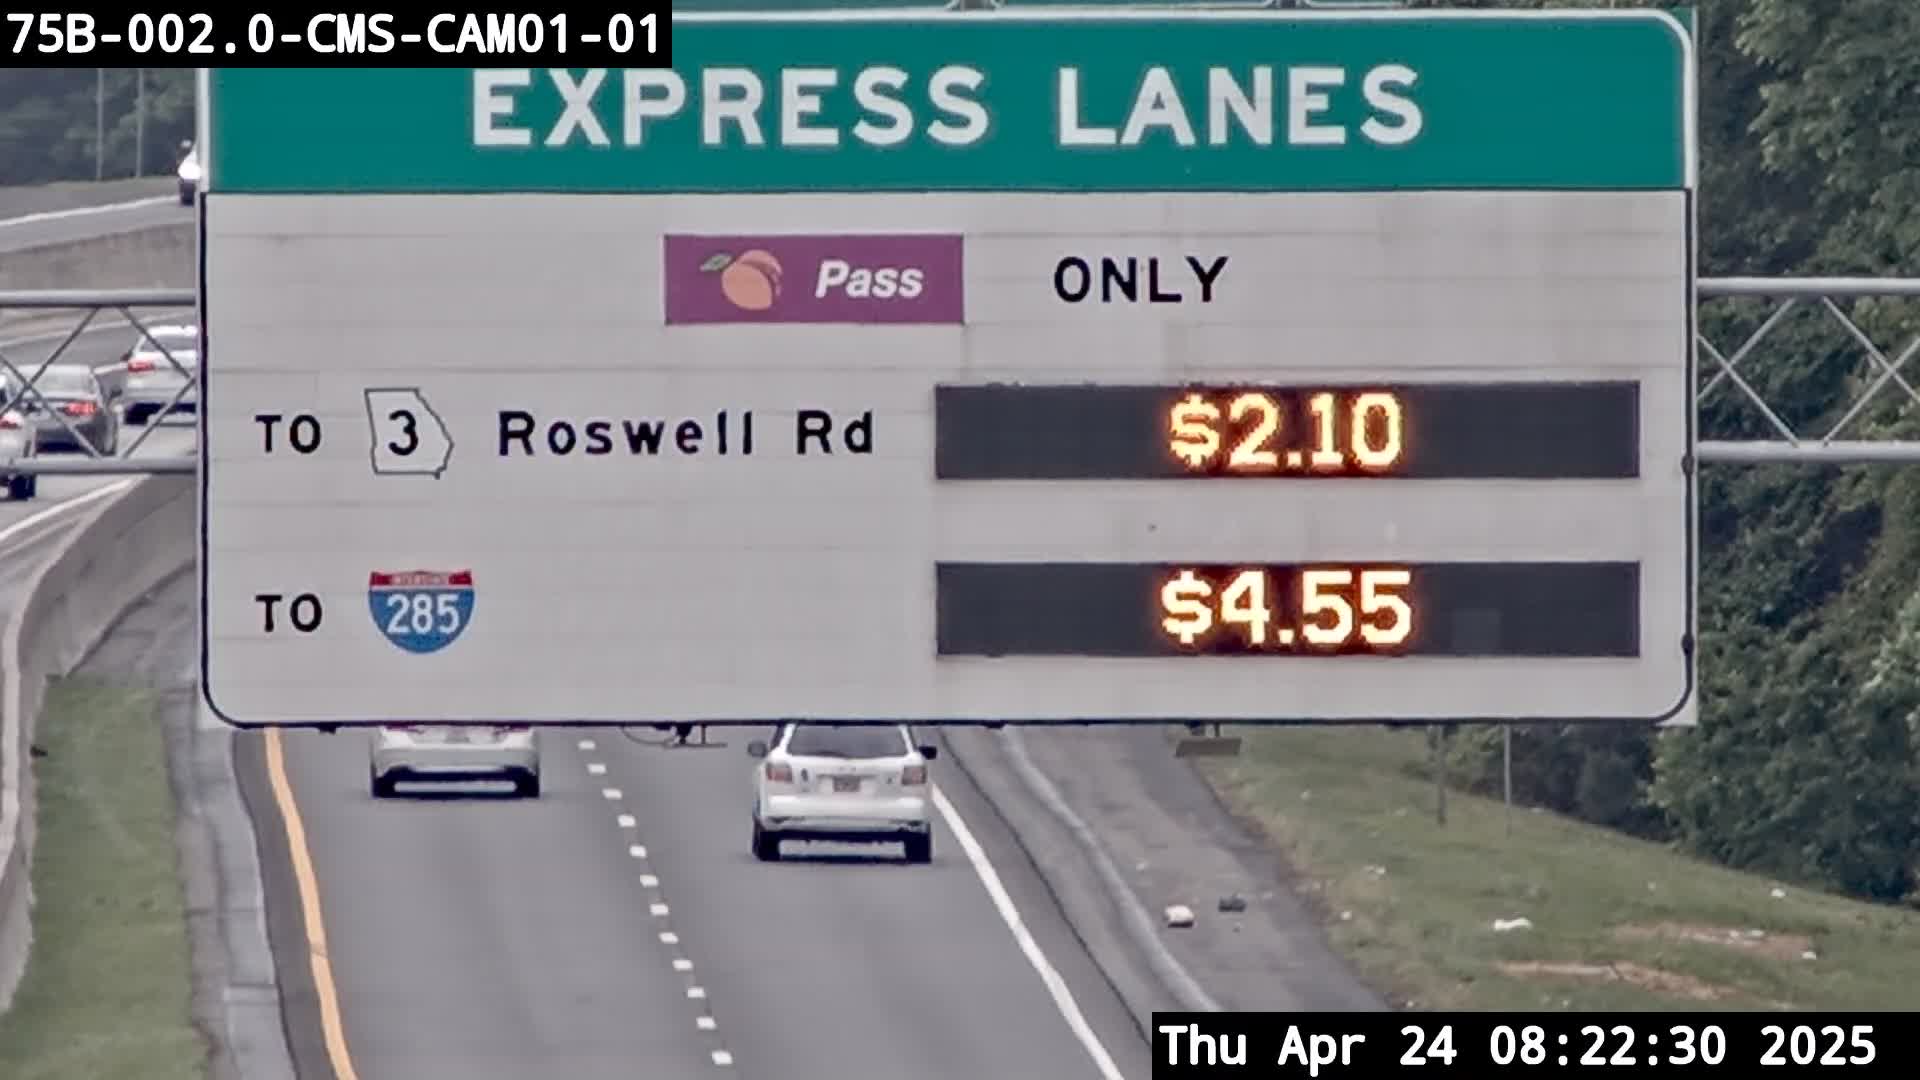 75B-002.0-CMS-CAM01-01
EXPRESS LANES
Pass ONLY
TO 3 Roswell Rd $2.10
TO INTERSTATE 285 $4.55
Thu Apr 24 08:22:30 2025